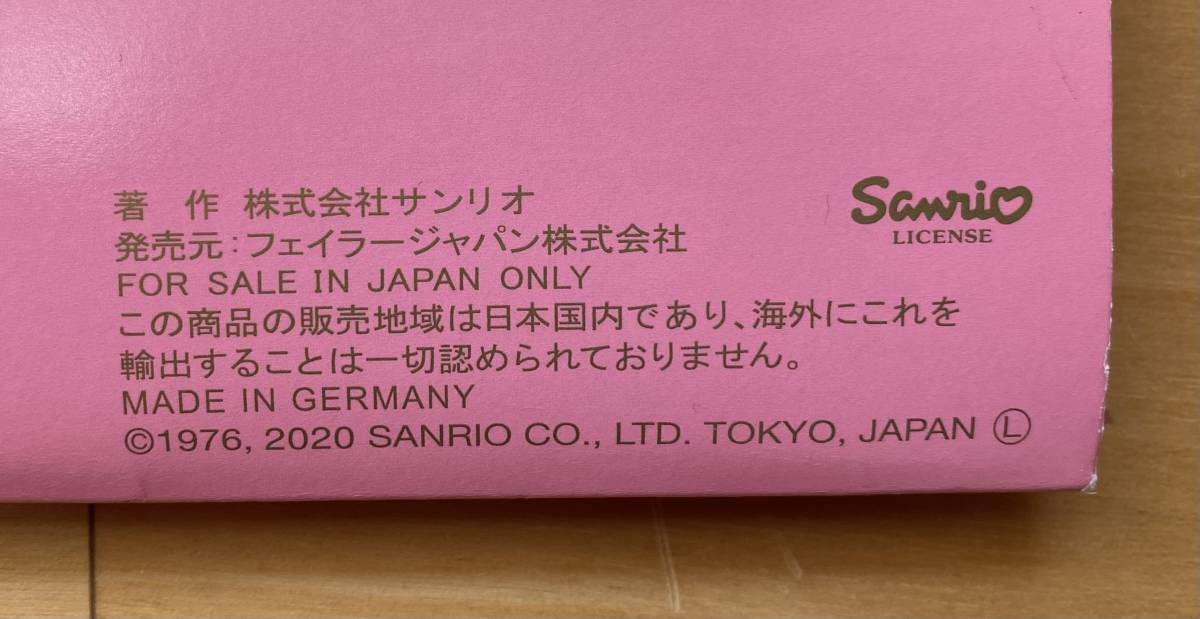 著 作 株式会社サンリオ
発売元:フェイラージャパン株式会社
FOR SALE IN JAPAN ONLY
この商品の販売地域は日本国内であり、海外にこれを
輸出することは一切認められておりません。
MADE IN GERMANY
©1976, 2020 SANRIO CO., LTD. TOKYO, JAPAN Ⓛ
Sanrio
LICENSE